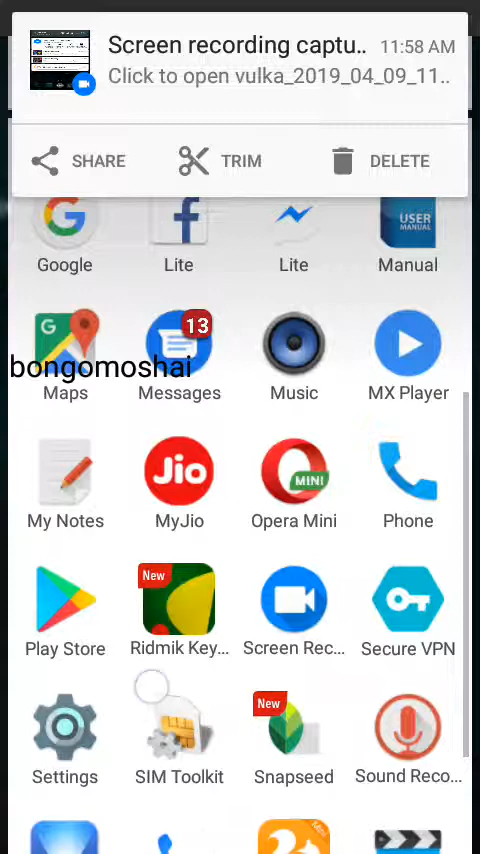 Screen recording captu.. 11:58 AM
Click to open vulka_2019_04_09_11..
SHARE TRIM DELETE
USER
MANUAL
Google Lite Lite Manual
13
bongomoshai
Maps Messages Music MX Player
Jio
MINI
My Notes MyJio Opera Mini Phone
New
Play Store Ridmik Key... Screen Rec... Secure VPN
New
Settings SIM Toolkit Snapseed Sound Reco...